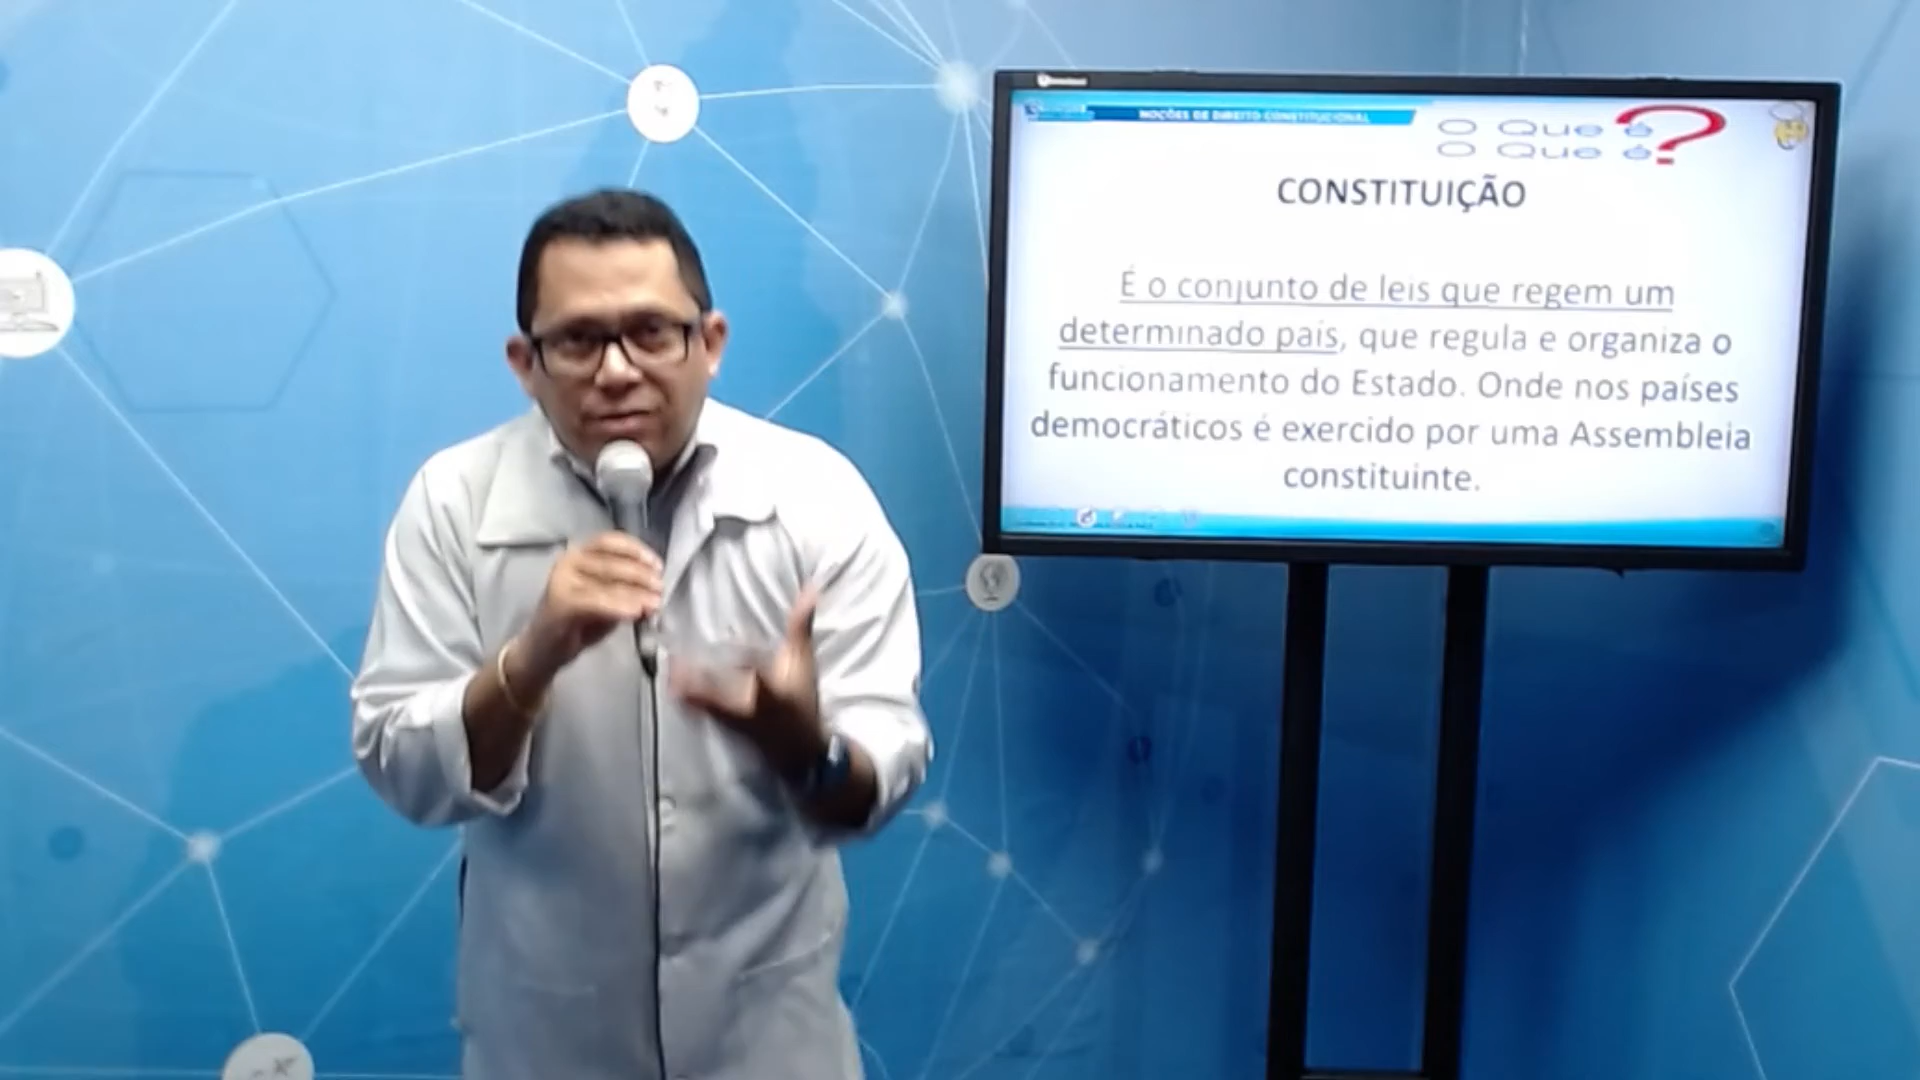 NOÇÕES DE DIREITO CONSTITUCIONAL
O Que é
O Que é ?
CONSTITUIÇÃO
É o conjunto de leis que regem um
determinado país, que regula e organiza o
funcionamento do Estado. Onde nos países
democráticos é exercido por uma Assembleia
constituinte.